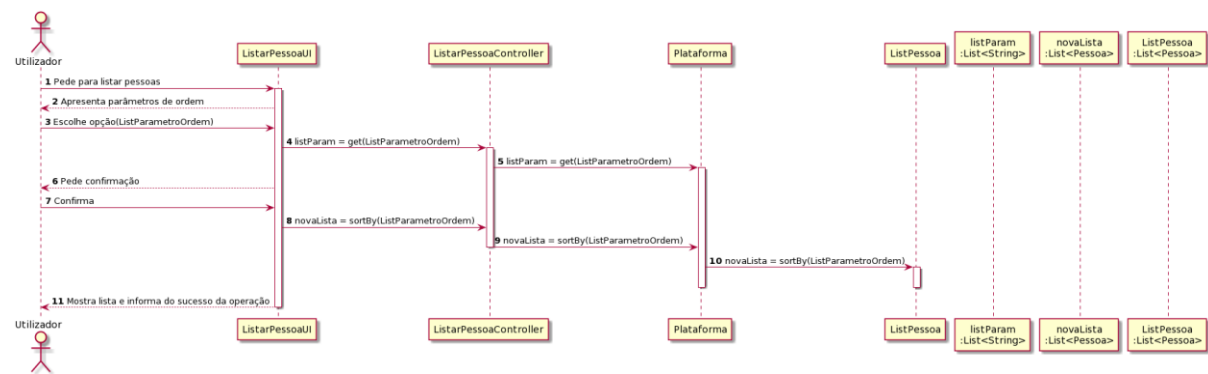 Utilizador
ListarPessoaUI
ListarPessoaController
Plataforma
ListPessoa
listParam
:List<String>
novaLista
:List<Pessoa>
ListPessoa
:List<Pessoa>
1 Pede para listar pessoas
2 Apresenta parâmetros de ordem
3 Escolhe opção(ListParametroOrdem)
4 listParam = get(ListParametroOrdem)
5 listParam = get(ListParametroOrdem)
6 Pede confirmação
7 Confirma
8 novaLista = sortBy(ListParametroOrdem)
9 novaLista = sortBy(ListParametroOrdem)
10 novaLista = sortBy(ListParametroOrdem)
11 Mostra lista e informa do sucesso da operação
Utilizador
ListarPessoaUI
ListarPessoaController
Plataforma
ListPessoa
listParam
:List<String>
novaLista
:List<Pessoa>
ListPessoa
:List<Pessoa>